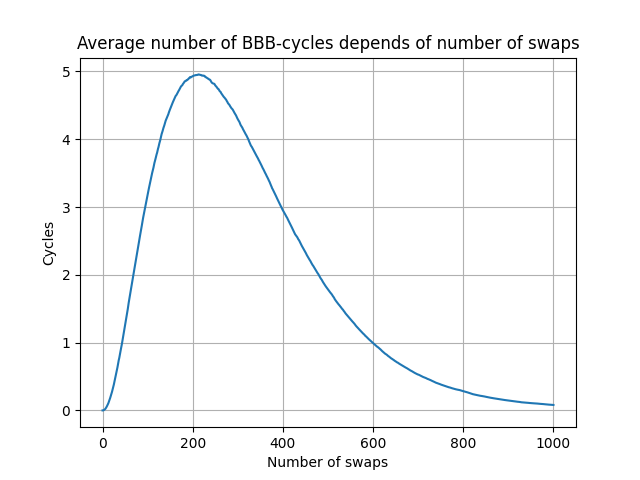 Average number of BBB-cycles depends of number of swaps
5
4
3
2
1
0
Cycles
0 200 400 600 800 1000
Number of swaps